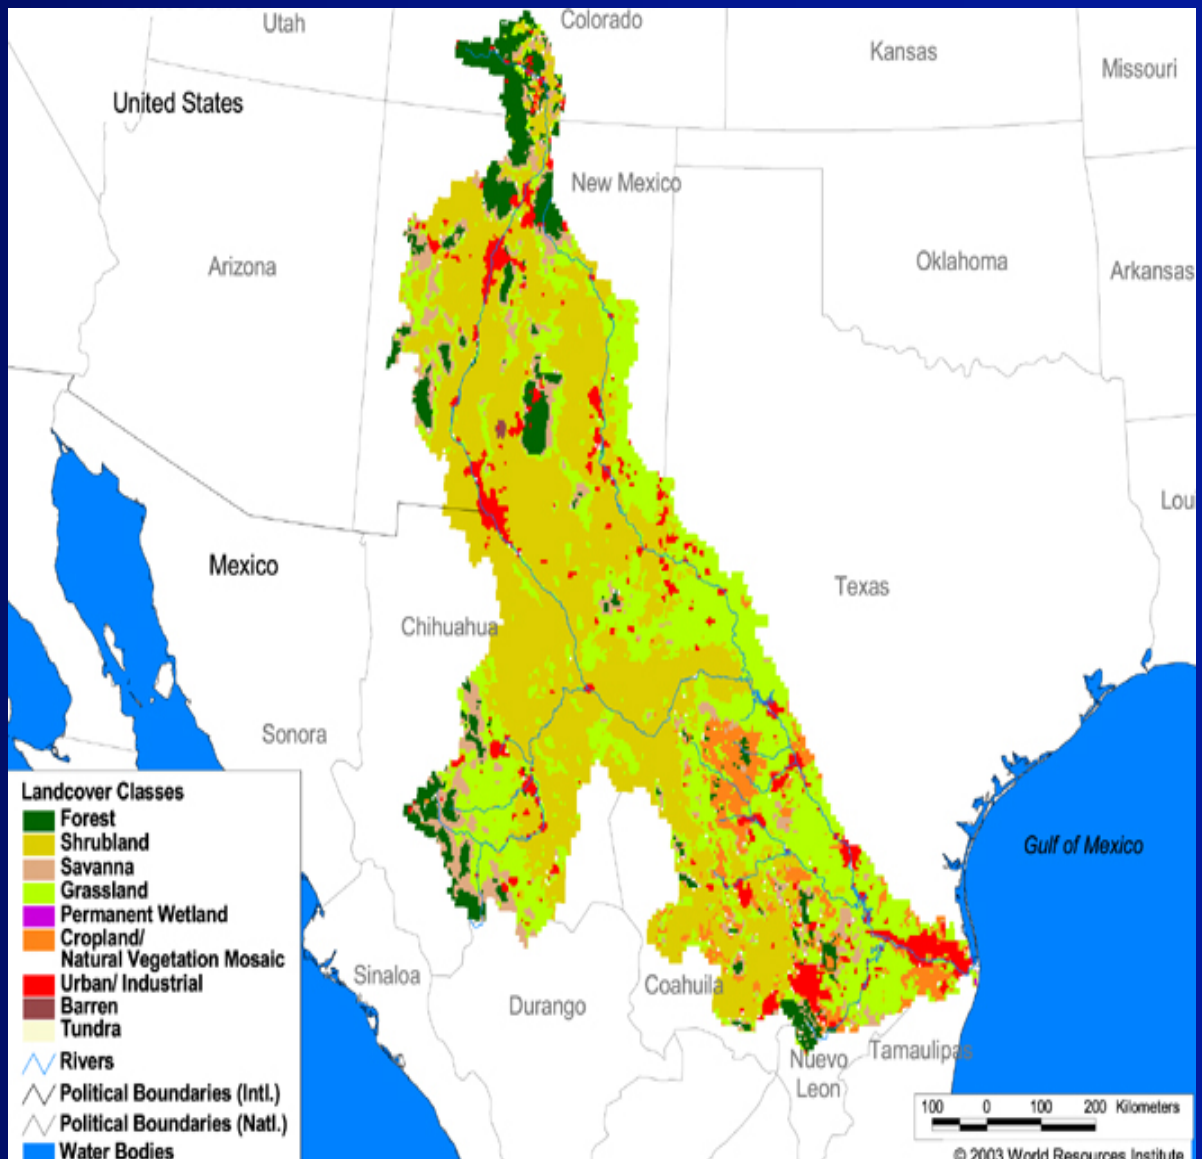 Utah
Colorado
Kansas
Missouri
United States
New Mexico
Arizona
Oklahoma
Arkansas
Lou
Mexico
Texas
Chihuahua
Sonora
Landcover Classes
Forest
Shrubland
Savanna
Grassland
Permanent Wetland
Cropland/
Natural Vegetation Mosaic
Urban/ Industrial
Barren
Tundra
Rivers
Political Boundaries (Intl.)
Political Boundaries (Natl.)
Water Bodies
Gulf of Mexico
Sinaloa
Durango
Coahuila
Nuevo
Leon
Tamaulipas
100 0 100 200 Kilometers
© 2003 World Resources Institute